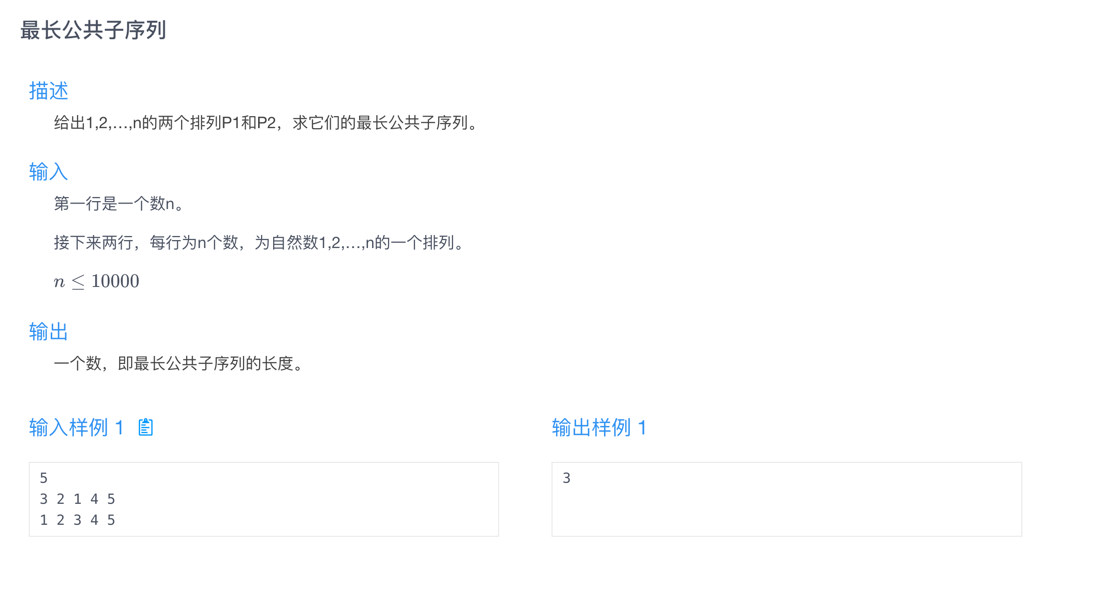 最长公共子序列
描述
给出1,2,…,n的两个排列P1和P2，求它们的最长公共子序列。
输入
第一行是一个数n。
接下来两行，每行为n个数，为自然数1,2,…,n的一个排列。
n ≤ 10000
输出
一个数，即最长公共子序列的长度。
输入样例 1
5
3 2 1 4 5
1 2 3 4 5
输出样例 1
3